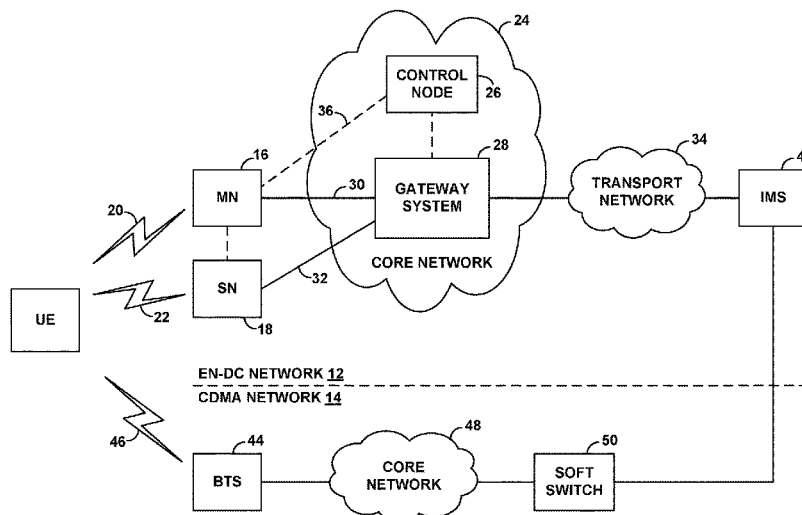 24
CONTROL
NODE
26
36
16
28
34
4
MN
30
GATEWAY
SYSTEM
TRANSPORT
NETWORK
IMS
20
SN
32
CORE NETWORK
UE
22
18
EN-DC NETWORK 12
CDMA NETWORK 14
46
44
48
50
BTS
CORE
NETWORK
SOFT
SWITCH